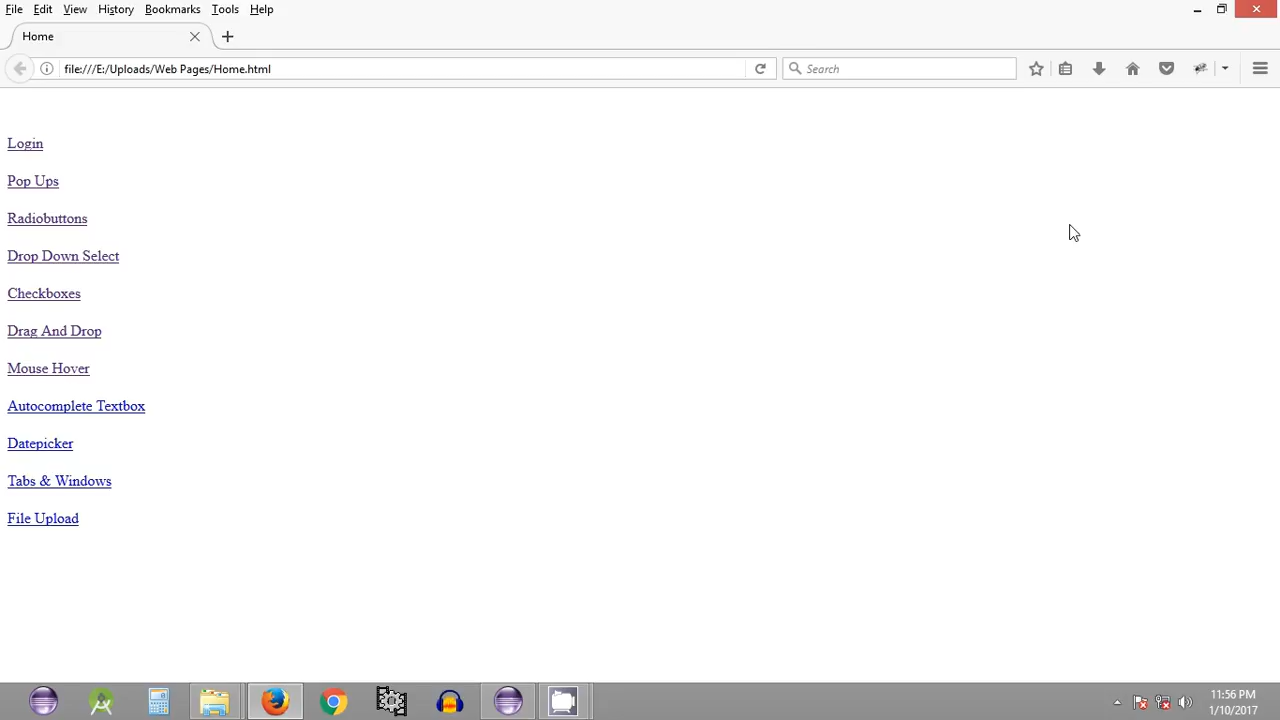 File Edit View History Bookmarks Tools Help
Home
file:///E:/Uploads/Web Pages/Home.html
Search
Login
Pop Ups
Radiobuttons
Drop Down Select
Checkboxes
Drag And Drop
Mouse Hover
Autocomplete Textbox
Datepicker
Tabs & Windows
File Upload
11:56 PM
1/10/2017